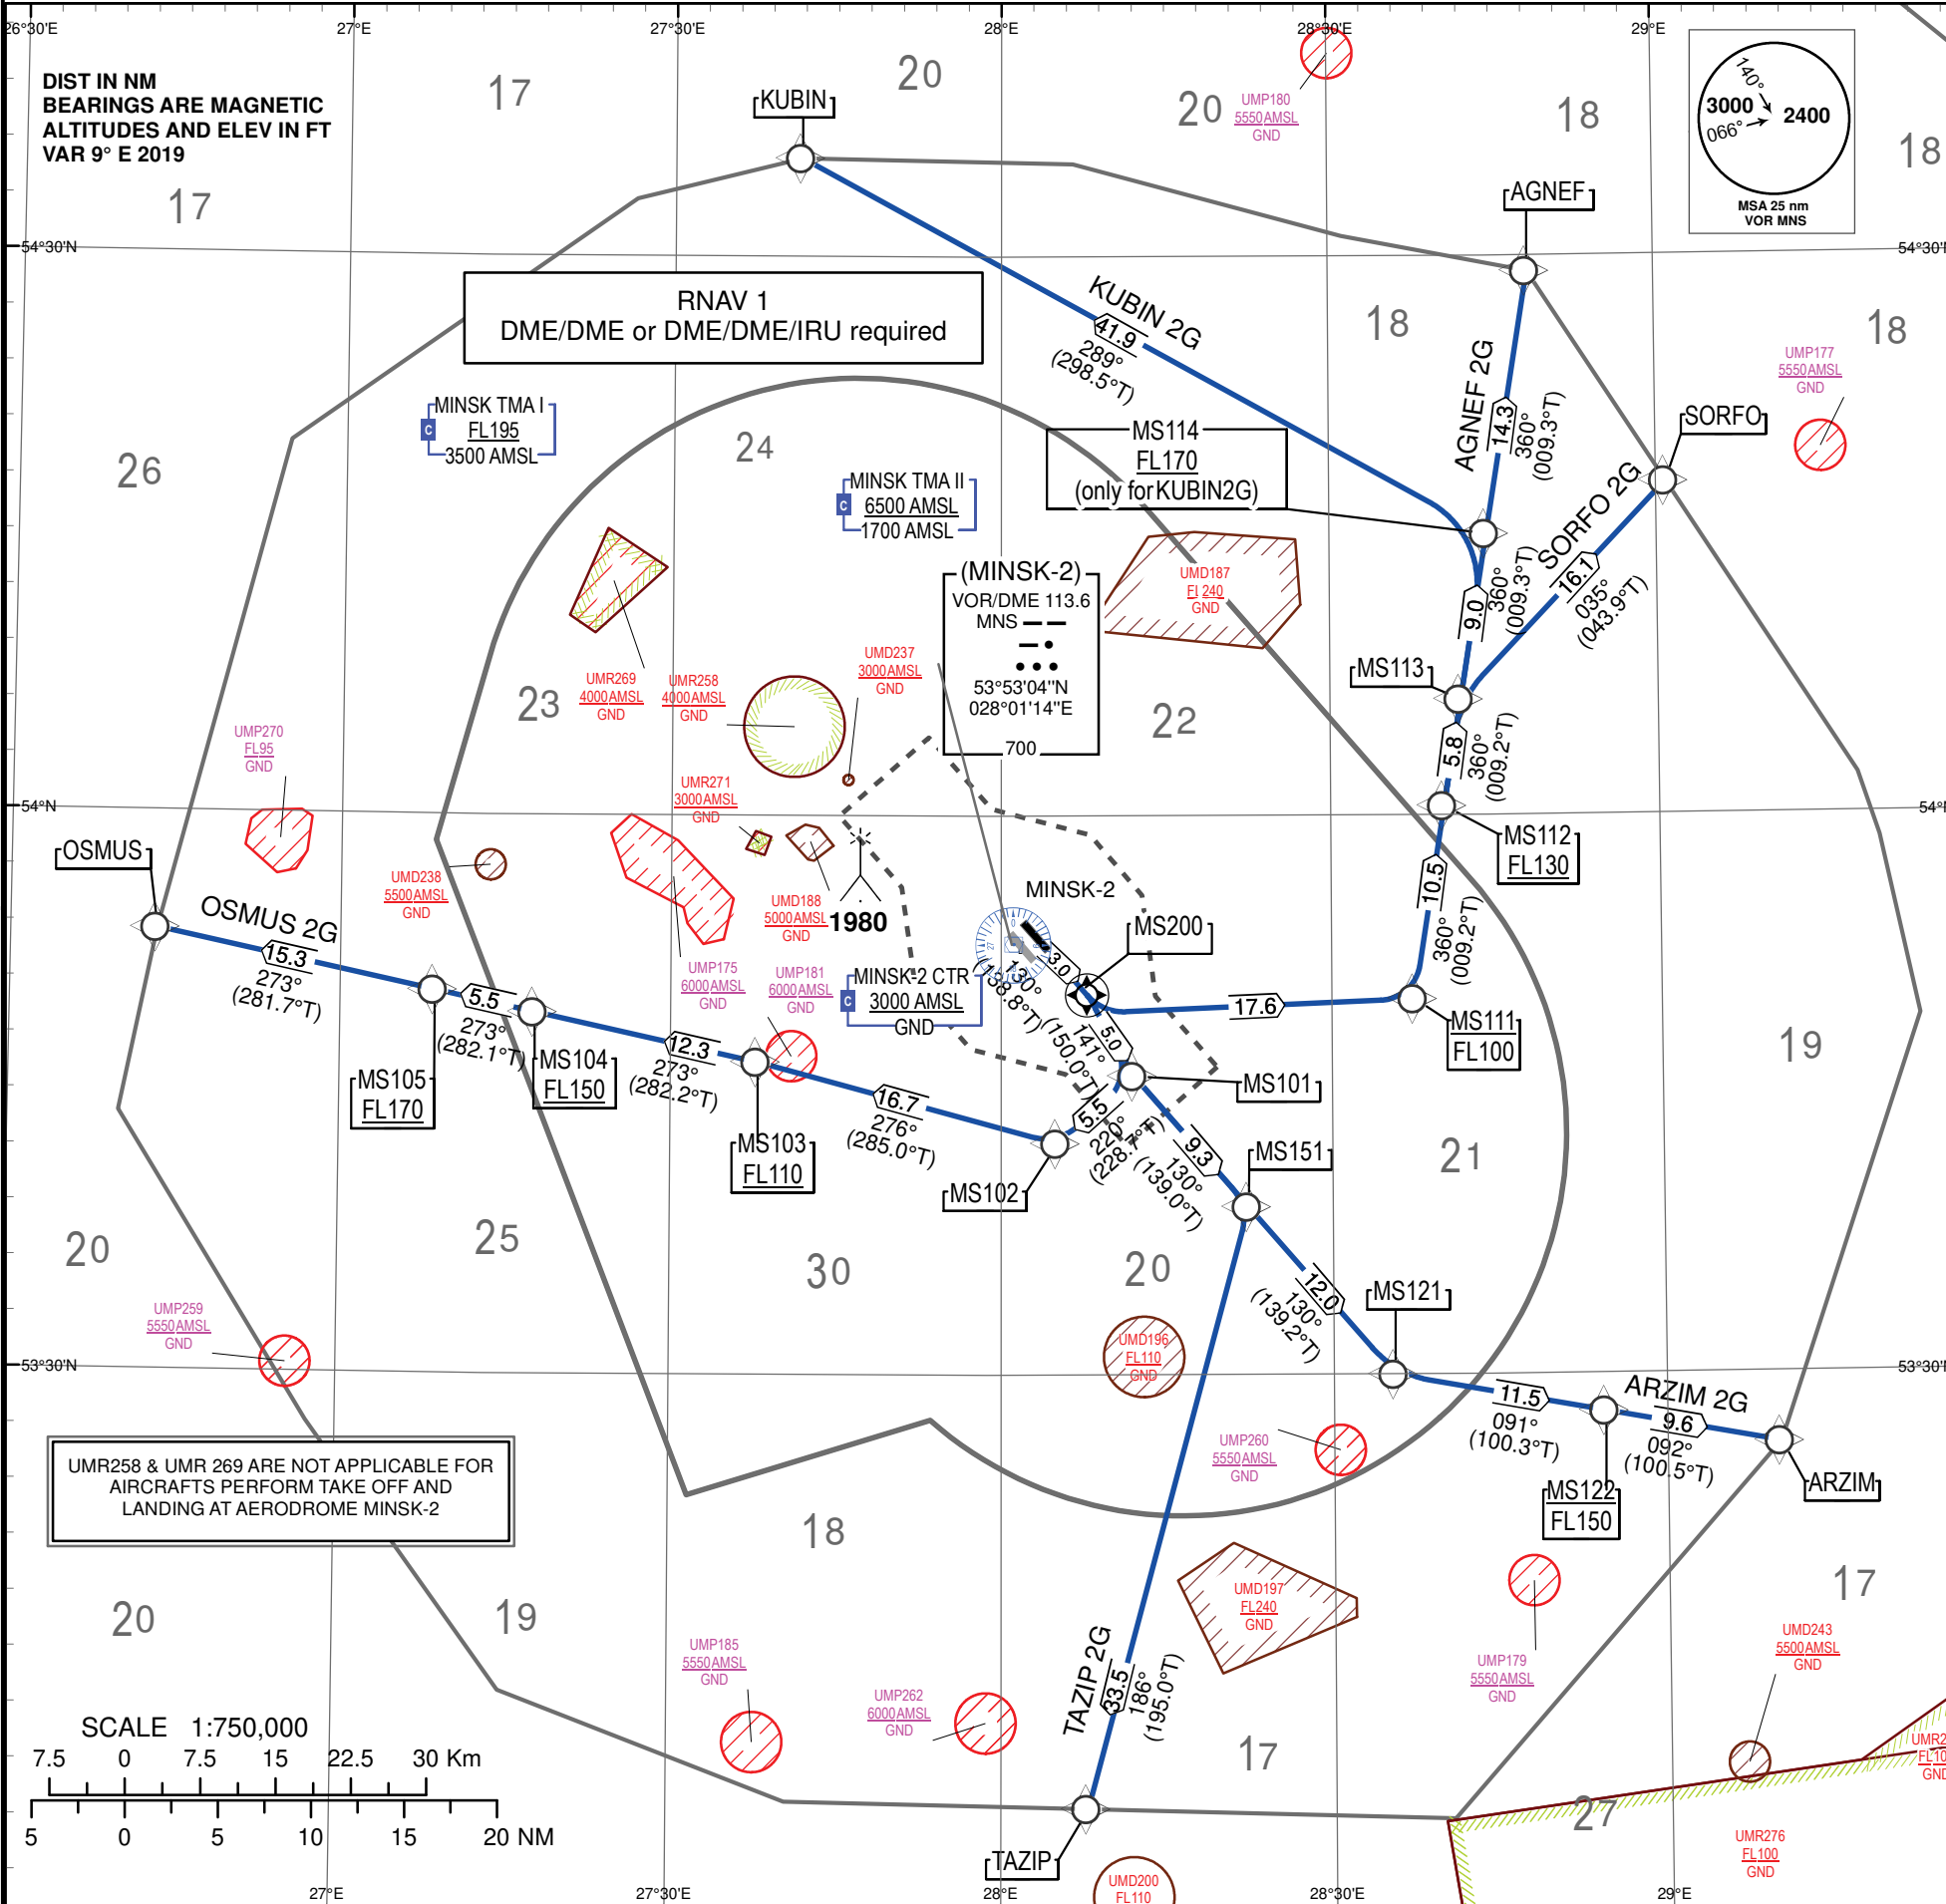 26°30'E
27°E
27°30'E
28°E
28°30'E
29°E
DIST IN NM
BEARINGS ARE MAGNETIC
ALTITUDES AND ELEV IN FT
VAR 9° E 2019
17
20
20
18
18
17
KUBIN
UMP180
5550AMSL
GND
140°
3000
2400
066°
MSA 25 nm
VOR MNS
AGNEF
54°30'N
RNAV 1
DME/DME or DME/DME/IRU required
KUBIN 2G
41.9
289°
(298.5°T)
18
18
AGNEF 2G
14.3
360°
(009.3°T)
UMP177
5550AMSL
GND
SORFO
MINSK TMA I
C
FL195
3500 AMSL
24
26
MS114
FL170
(only forKUBIN2G)
MINSK TMA II
C
6500 AMSL
1700 AMSL
SORFO 2G
16.1
035°
(043.9°T)
9.0
360°
(009.3°T)
(MINSK-2)
VOR/DME 113.6
MNS
53°53'04"N
028°01'14"E
700
UMD187
FL240
GND
UMD237
3000AMSL
GND
UMR269
4000AMSL
GND
UMR258
4000AMSL
GND
23
22
MS113
5.8
360°
(009.2°T)
UMP270
FL95
GND
UMR271
3000AMSL
GND
54°N
MS112
FL130
OSMUS
UMD238
5500AMSL
GND
UMD188
5000AMSL
GND
1980
MINSK-2
10.5
360°
(009.2°T)
OSMUS 2G
15.3
273°
(281.7°T)
MS200
3.0
130°
(138.8°T)
UMP175
6000AMSL
GND
UMP181
6000AMSL
GND
MINSK-2 CTR
C
3000 AMSL
GND
17.6
MS111
FL100
19
5.5
273°
(282.1°T)
MS105
FL170
MS104
FL150
12.3
273°
(282.2°T)
5.0
141°
(150.0°T)
MS101
16.7
276°
(285.0°T)
5.5
MS103
FL110
MS102
9.3
130°
(139.0°T)
MS151
21
20
25
30
20
12.0
130°
(139.2°T)
MS121
UMP259
5550AMSL
GND
UMD196
FL110
GND
53°30'N
11.5
091°
(100.3°T)
ARZIM 2G
9.6
092°
(100.5°T)
UMP260
5550AMSL
GND
MS122
FL150
ARZIM
UMR258 & UMR 269 ARE NOT APPLICABLE FOR
AIRCRAFTS PERFORM TAKE OFF AND
LANDING AT AERODROME MINSK-2
18
17
20
19
UMD197
FL240
GND
UMP185
5550AMSL
GND
UMP262
6000AMSL
GND
TAZIP 2G
33.5
186°
(195.0°T)
UMP179
5550AMSL
GND
UMD243
5500AMSL
GND
17
27
SCALE 1:750,000
7.5 0 7.5 15 22.5 30 Km
5 0 5 10 15 20 NM
TAZIP
UMD200
FL110
UMR276
FL100
GND
27°E
27°30'E
28°E
28°30'E
29°E